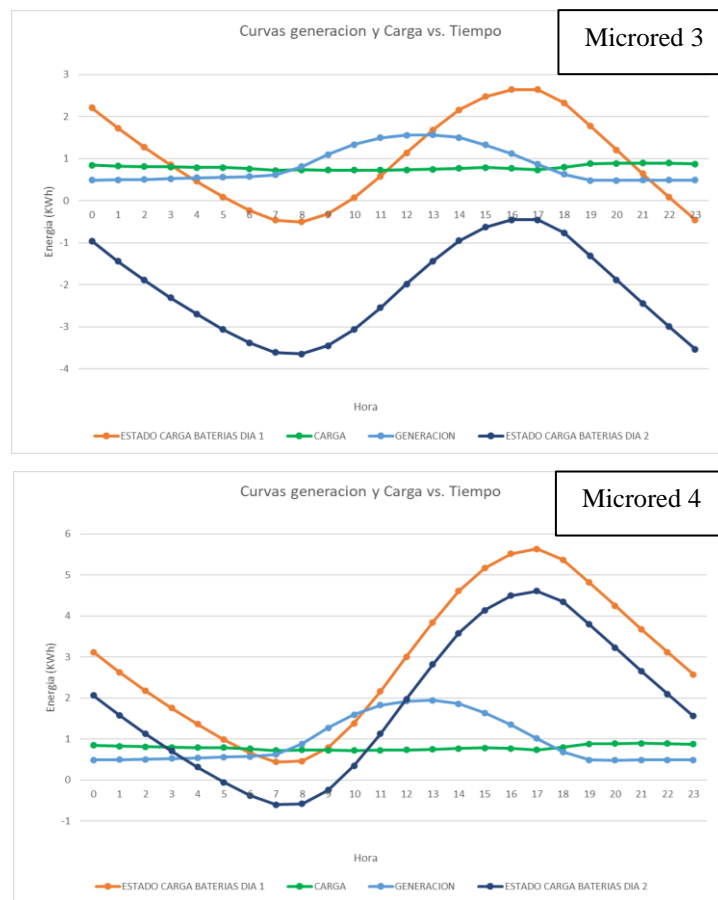 Curvas generacion y Carga vs. Tiempo
Microred 3
3
2
1
0
-1
-2
-3
-4
Energia (KWh)
0 1 2 3 4 5 6 7 8 9 10 11 12 13 14 15 16 17 18 19 20 21 22 23
Hora
ESTADO CARGA BATERIAS DIA 1 CARGA GENERACION ESTADO CARGA BATERIAS DIA 2
Curvas generacion y Carga vs. Tiempo
Microred 4
6
5
4
3
2
1
0
-1
Energia (KWh)
0 1 2 3 4 5 6 7 8 9 10 11 12 13 14 15 16 17 18 19 20 21 22 23
Hora
ESTADO CARGA BATERIAS DIA 1 CARGA GENERACION ESTADO CARGA BATERIAS DIA 2